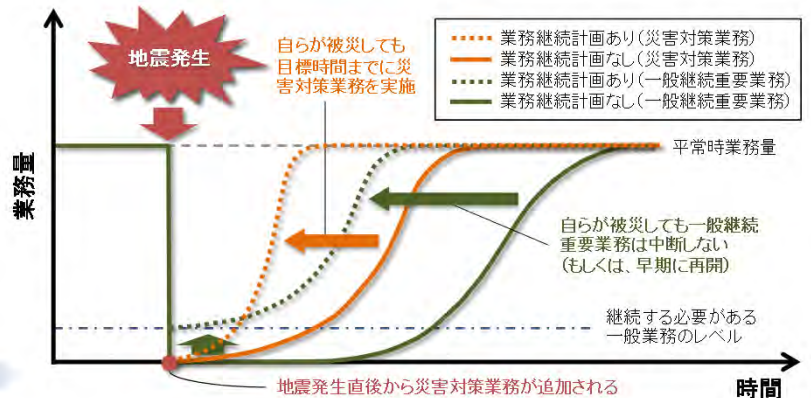 地震発生
自らが被災しても
目標時間までに災
害対策業務を実施
業務継続計画あり(災害対策業務)
業務継続計画なし(災害対策業務)
業務継続計画あり(一般継続重要業務)
業務継続計画なし(一般継続重要業務)
平常時業務量
業務量
自らが被災しても一般継続
重要業務は中断しない
(もしくは、早期に再開)
継続する必要がある
一般業務のレベル
地震発生直後から災害対策業務が追加される
時間